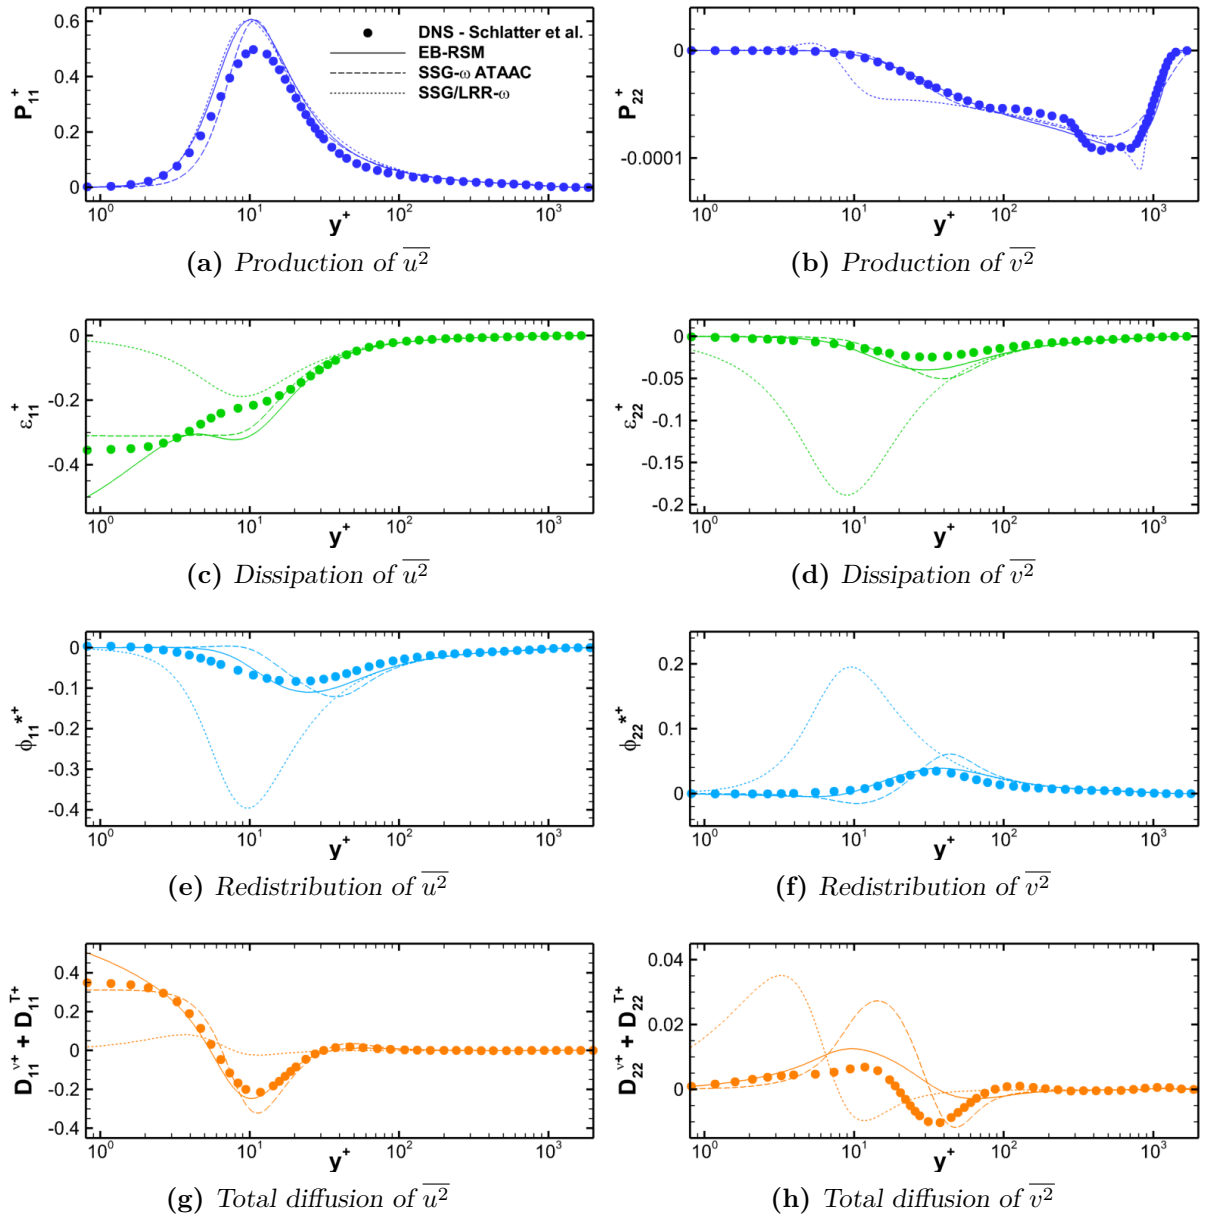 P₁₁⁺
0.6
0.4
0.2
0
10⁰
10¹
10²
10³
y⁺
DNS - Schlatter et al.
EB-RSM
SSG-ω ATAAC
SSG/LRR-ω
(a) Production of u²
P₂₂⁺
0
-0.0001
10⁰
10¹
10²
10³
y⁺
(b) Production of v²
ε₁₁⁺
0
-0.2
-0.4
10⁰
10¹
10²
10³
y⁺
(c) Dissipation of u²
ε₂₂⁺
0
-0.05
-0.1
-0.15
-0.2
10⁰
10¹
10²
10³
y⁺
(d) Dissipation of v²
ϕ₁₁*⁺
0
-0.1
-0.2
-0.3
-0.4
10⁰
10¹
10²
10³
y⁺
(e) Redistribution of u²
ϕ₂₂*⁺
0.2
0.1
0
10⁰
10¹
10²
10³
y⁺
(f) Redistribution of v²
D₁₁ᵛ⁺ + D₁₁ᵀ⁺
0.4
0.2
0
-0.2
-0.4
10⁰
10¹
10²
10³
y⁺
(g) Total diffusion of u²
D₂₂ᵛ⁺ + D₂₂ᵀ⁺
0.04
0.02
0
10⁰
10¹
10²
10³
y⁺
(h) Total diffusion of v²